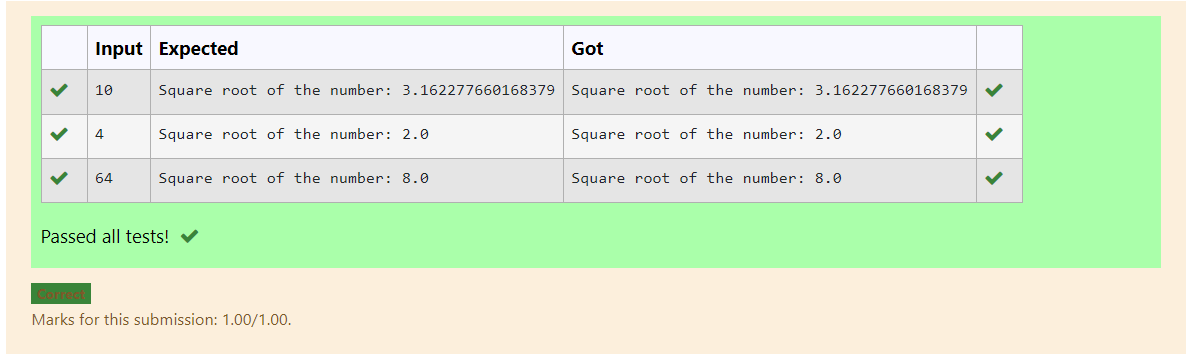 Input Expected Got
10 Square root of the number: 3.162277660168379 Square root of the number: 3.162277660168379
4 Square root of the number: 2.0 Square root of the number: 2.0
64 Square root of the number: 8.0 Square root of the number: 8.0
Passed all tests!
Correct
Marks for this submission: 1.00/1.00.